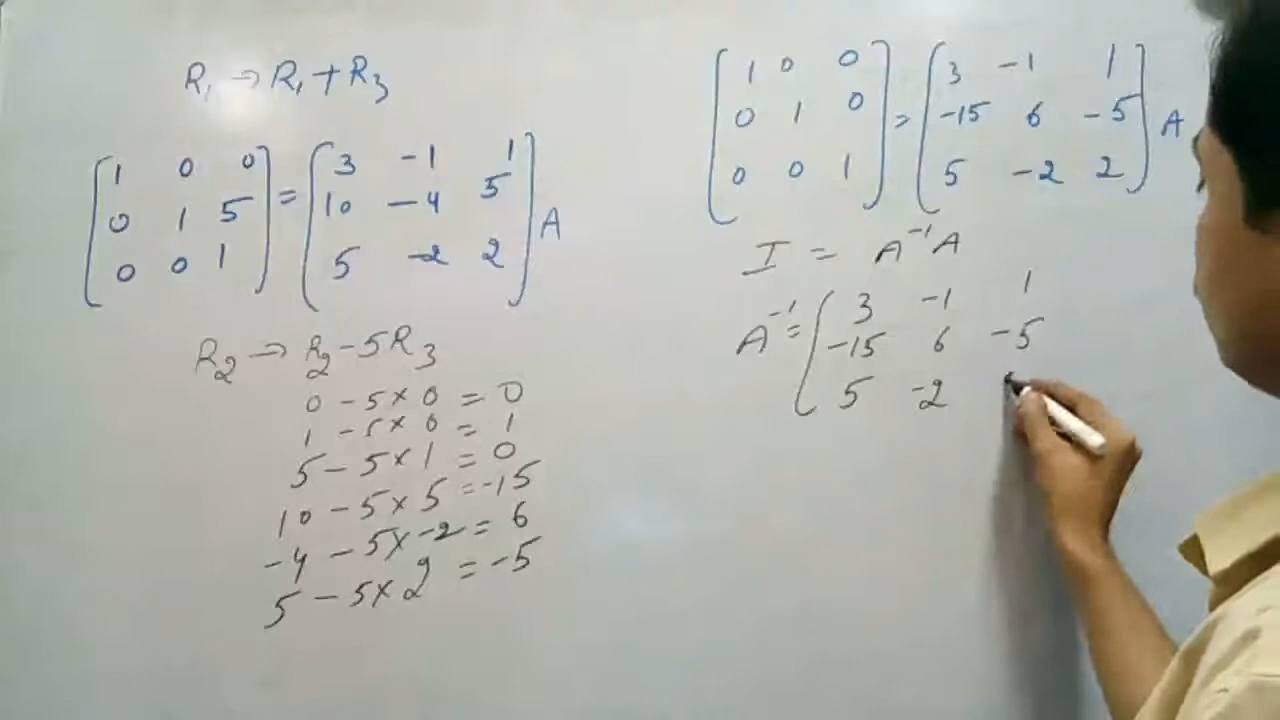 R₁ → R₁ + R₃
[1 0 0] = [3 -1 1]
[0 1 5] [10 -4 5] A
[0 0 1] [5 -2 2]
R₂ → R₂ - 5R₃
0 - 5 × 0 = 0
1 - 5 × 0 = 1
5 - 5 × 1 = 0
10 - 5 × 5 = -15
-4 - 5 × -2 = 6
5 - 5 × 2 = -5
[1 0 0] [3 -1 1]
[0 1 0] = [-15 6 -5] A
[0 0 1] [5 -2 2]
I = A⁻¹A
A⁻¹ = [3 -1 1
-15 6 -5
5 -2